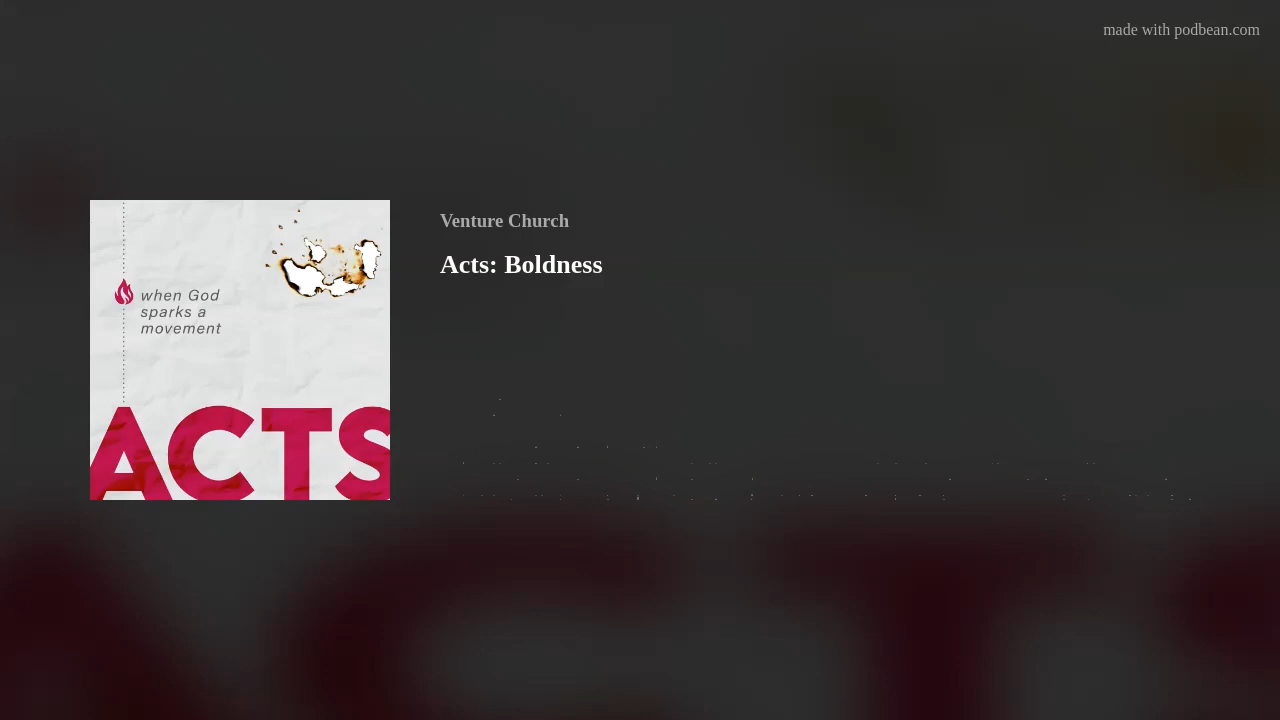 made with podbean.com
Venture Church
Acts: Boldness
when God
sparks a
movement
ACTS